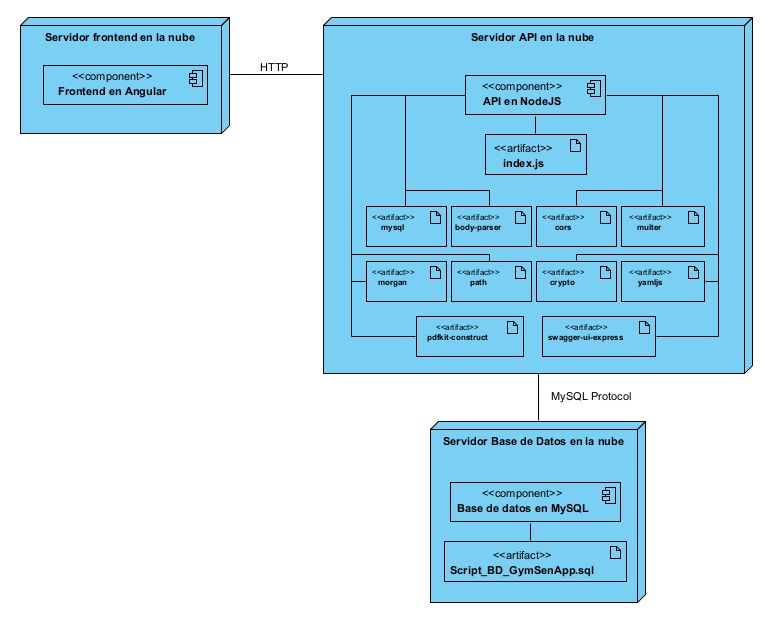 Servidor frontend en la nube
<<component>>
Frontend en Angular
HTTP
Servidor API en la nube
<<component>>
API en NodeJS
<<artifact>>
index.js
<<artifact>>
mysql
<<artifact>>
body-parser
<<artifact>>
cors
<<artifact>>
multer
<<artifact>>
morgan
<<artifact>>
path
<<artifact>>
crypto
<<artifact>>
yamljs
<<artifact>>
pdfkit-construct
<<artifact>>
swagger-ui-express
MySQL Protocol
Servidor Base de Datos en la nube
<<component>>
Base de datos en MySQL
<<artifact>>
Script_BD_GymSenApp.sql